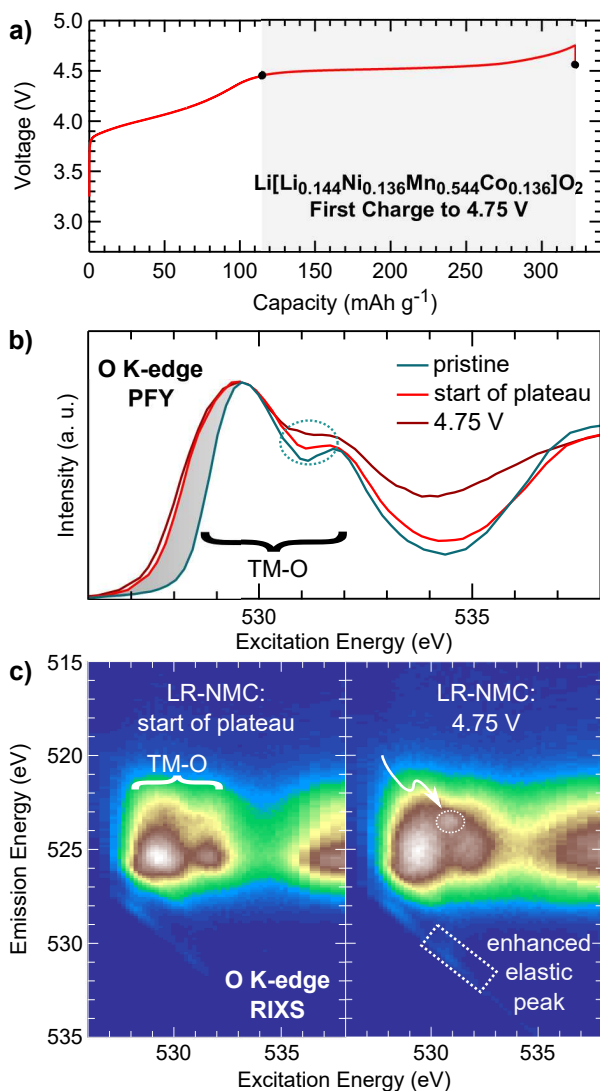 a)
5.0
4.5
4.0
3.5
3.0
Voltage (V)
Li[Li0.144Ni0.136Mn0.544Co0.136]O2
First Charge to 4.75 V
0 50 100 150 200 250 300
Capacity (mAh g-1)
b)
O K-edge
PFY
pristine
start of plateau
4.75 V
Intensity (a. u.)
TM-O
530 535
Excitation Energy (eV)
c)
515
520
525
530
535
Emission Energy (eV)
LR-NMC:
start of plateau
TM-O
O K-edge
RIXS
LR-NMC:
4.75 V
enhanced
elastic
peak
530 535 530 535
Excitation Energy (eV) Excitation Energy (eV)